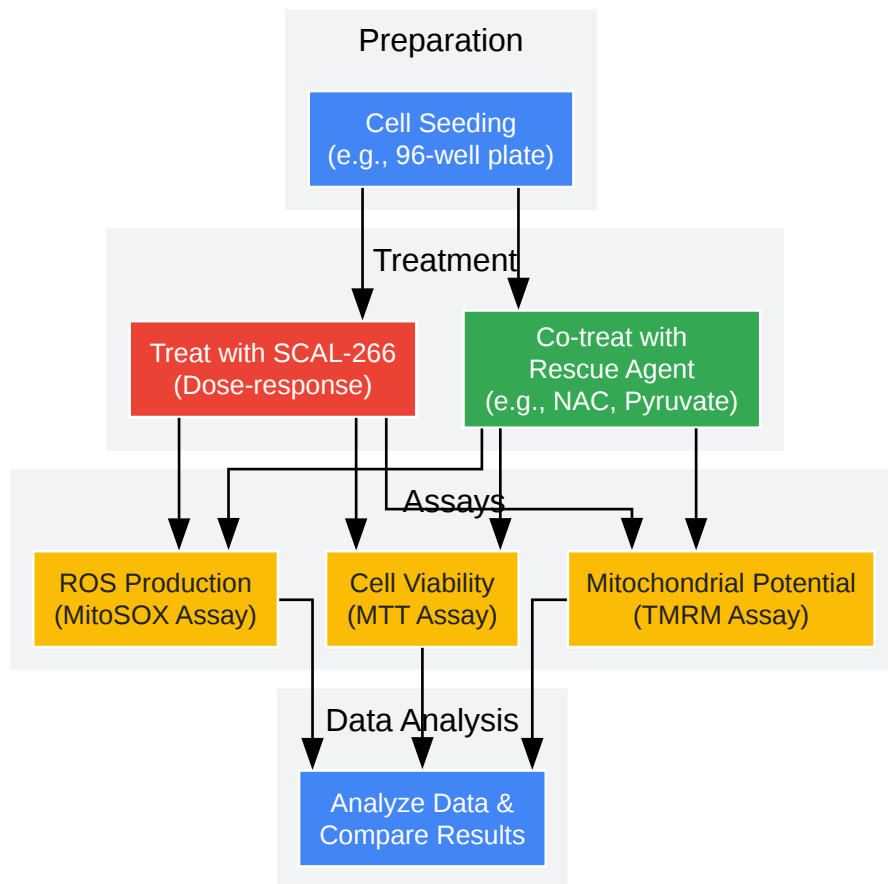 Preparation
Cell Seeding
(e.g., 96-well plate)
Treatment
Treat with SCAL-266
(Dose-response)
Co-treat with
Rescue Agent
(e.g., NAC, Pyruvate)
Assays
ROS Production
(MitoSOX Assay)
Cell Viability
(MTT Assay)
Mitochondrial Potential
(TMRM Assay)
Data Analysis
Analyze Data &
Compare Results